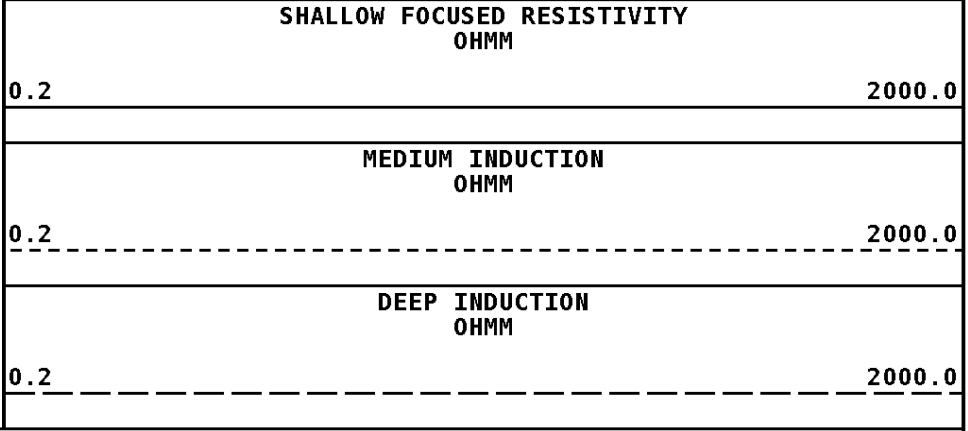 SHALLOW FOCUSED RESISTIVITY
OHMM
0.2 2000.0
MEDIUM INDUCTION
OHMM
0.2 2000.0
DEEP INDUCTION
OHMM
0.2 2000.0